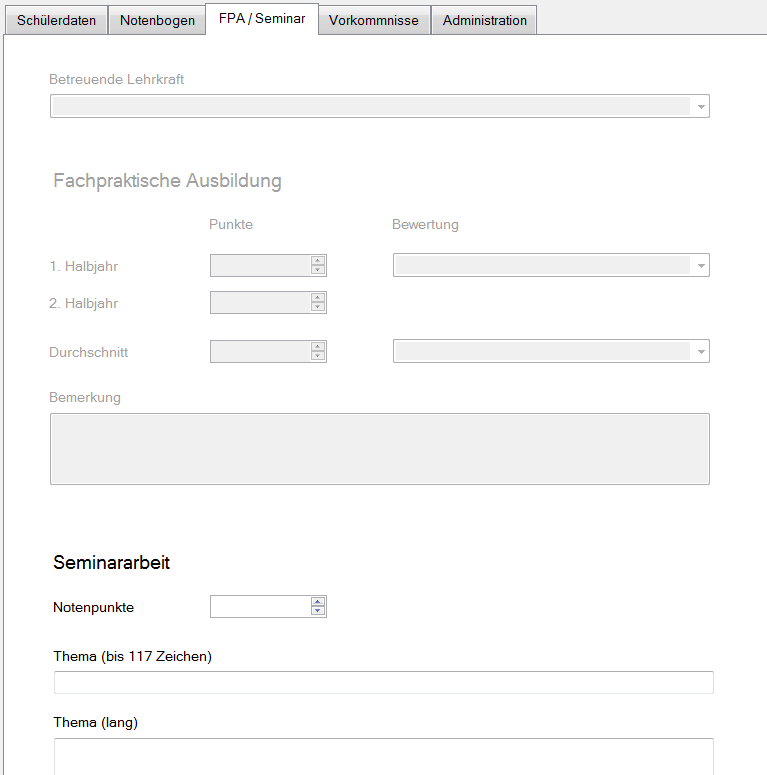 Schülerdaten Notenbogen FPA / Seminar Vorkommnisse Administration
Betreuende Lehrkraft
Fachpraktische Ausbildung
Punkte Bewertung
1. Halbjahr
2. Halbjahr
Durchschnitt
Bemerkung
Seminararbeit
Notenpunkte
Thema (bis 117 Zeichen)
Thema (lang)